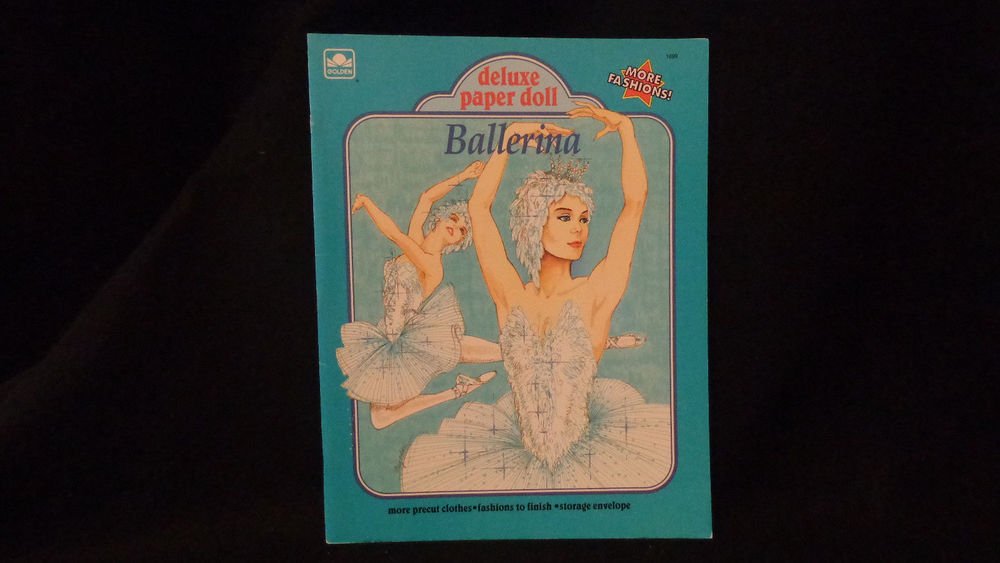 GOLDEN
deluxe
paper doll
MORE
FASHIONS!
Ballerina
more precut clothes▪fashions to finish ▪storage envelope